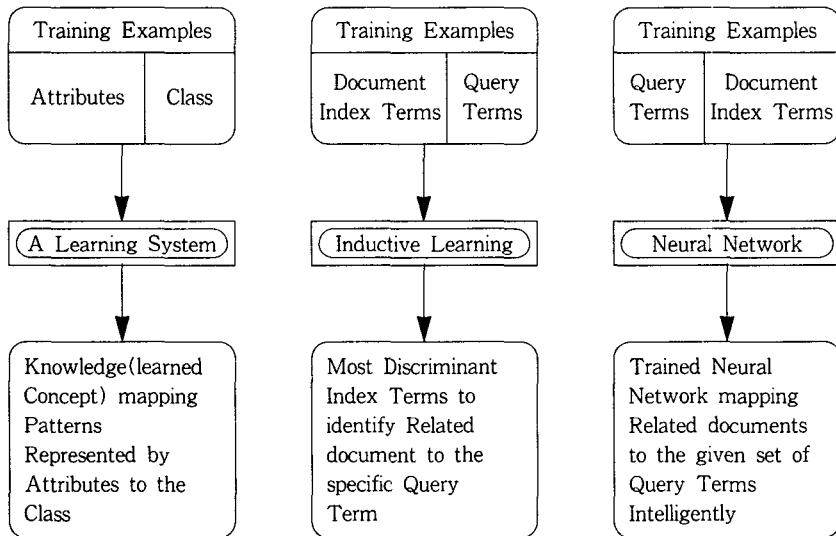 Training Examples
Attributes
Class
A Learning System
Knowledge(learned
Concept) mapping
Patterns
Represented by
Attributes to the
Class
Training Examples
Document
Index Terms
Query
Terms
Inductive Learning
Most Discriminant
Index Terms to
identify Related
document to the
specific Query
Term
Training Examples
Query
Terms
Document
Index Terms
Neural Network
Trained Neural
Network mapping
Related documents
to the given set of
Query Terms
Intelligently